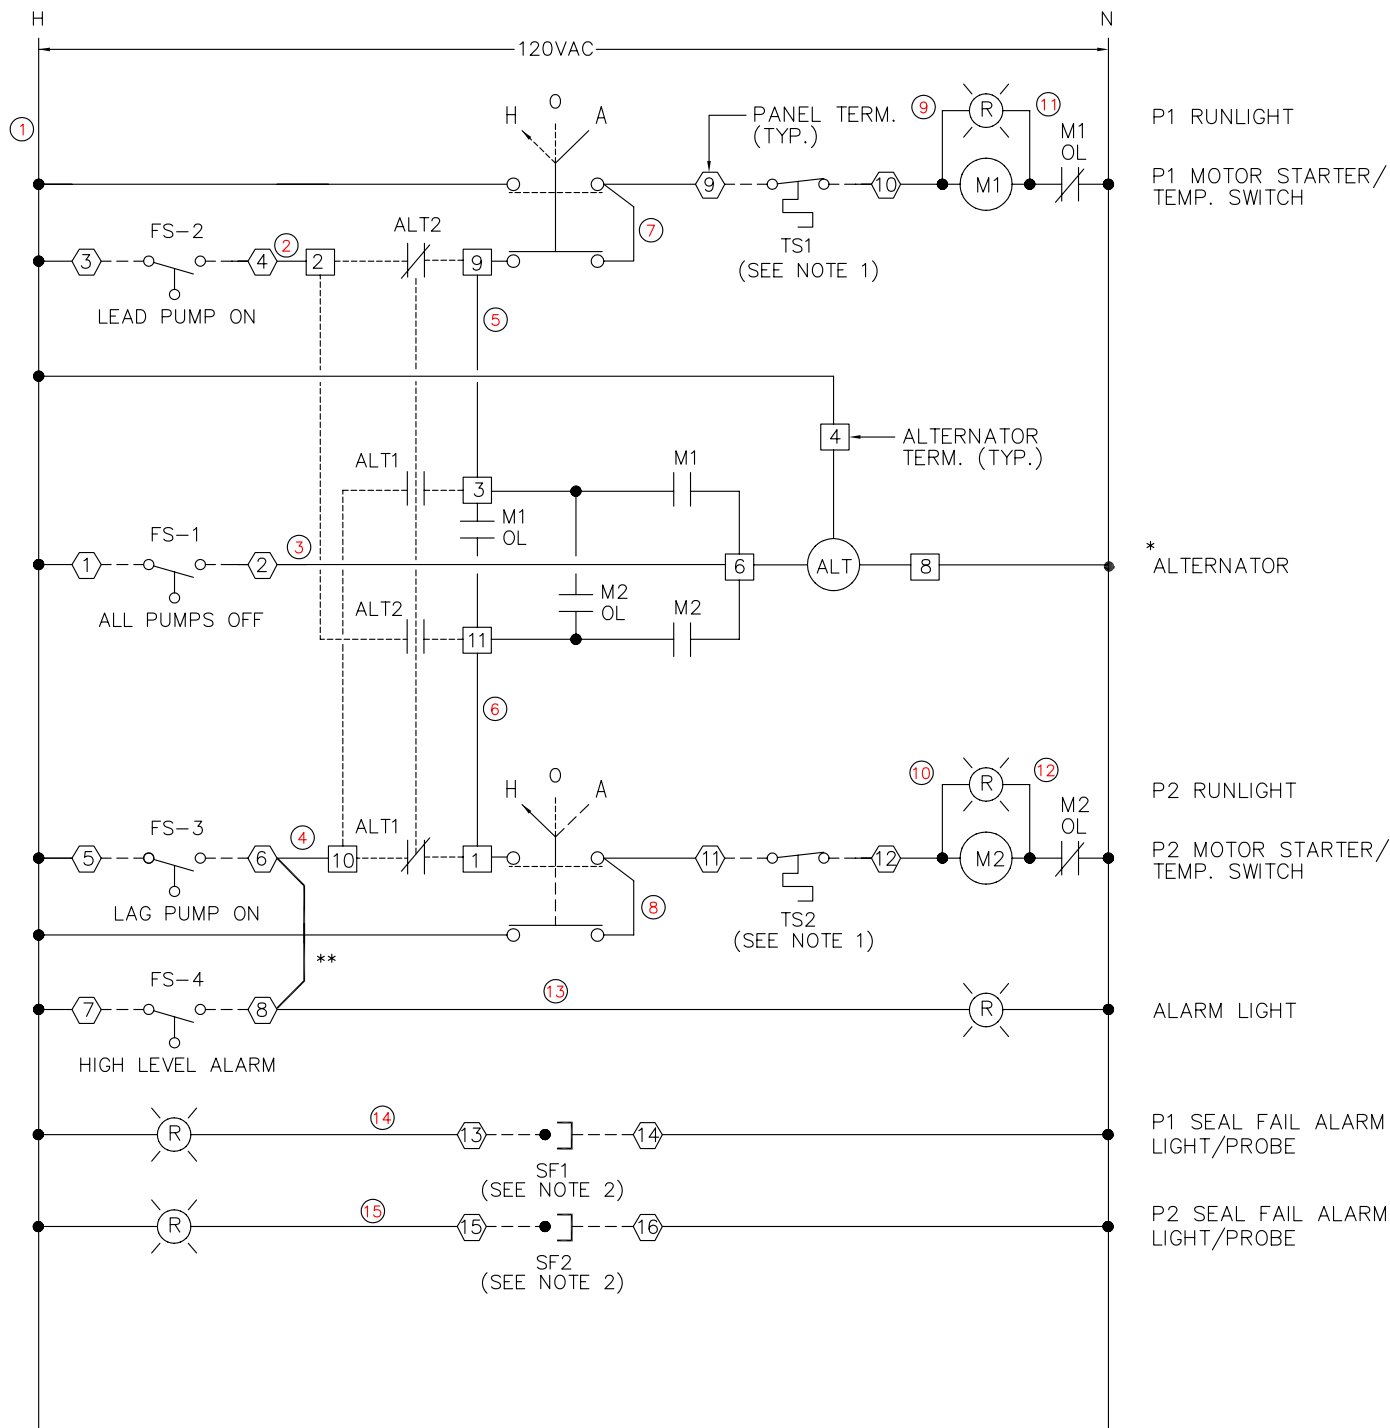 H
N
120VAC
1
H
O
A
PANEL TERM.
(TYP.)
9
R
11
M1
OL
P1 RUNLIGHT
9
10
M1
P1 MOTOR STARTER/
TEMP. SWITCH
TS1
(SEE NOTE 1)
7
FS-2
3
4
2
2
ALT2
9
LEAD PUMP ON
5
4
ALTERNATOR
TERM. (TYP.)
ALT1
3
M1
M1
OL
FS-1
1
2
3
6
ALT
8
*
ALTERNATOR
ALL PUMPS OFF
M2
OL
ALT2
11
M2
6
H
O
A
10
R
12
M2
OL
P2 RUNLIGHT
FS-3
5
6
4
10
ALT1
1
11
12
M2
P2 MOTOR STARTER/
TEMP. SWITCH
TS2
(SEE NOTE 1)
8
LAG PUMP ON
**
FS-4
7
8
13
R
ALARM LIGHT
HIGH LEVEL ALARM
R
14
13
14
P1 SEAL FAIL ALARM
LIGHT/PROBE
SF1
(SEE NOTE 2)
R
15
15
16
P2 SEAL FAIL ALARM
LIGHT/PROBE
SF2
(SEE NOTE 2)